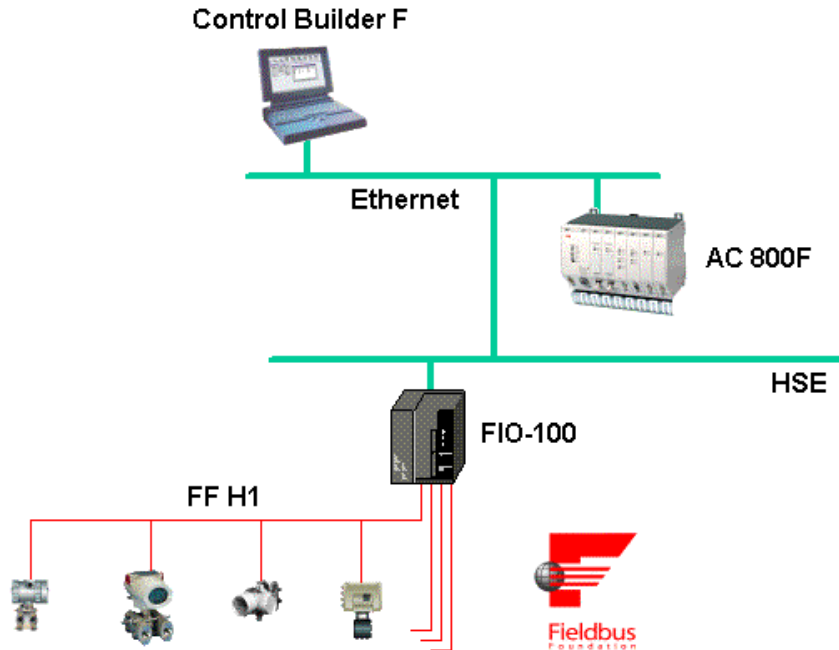 Control Builder F
Ethernet
AC 800F
HSE
FIO-100
FF H1
Fieldbus
Foundation